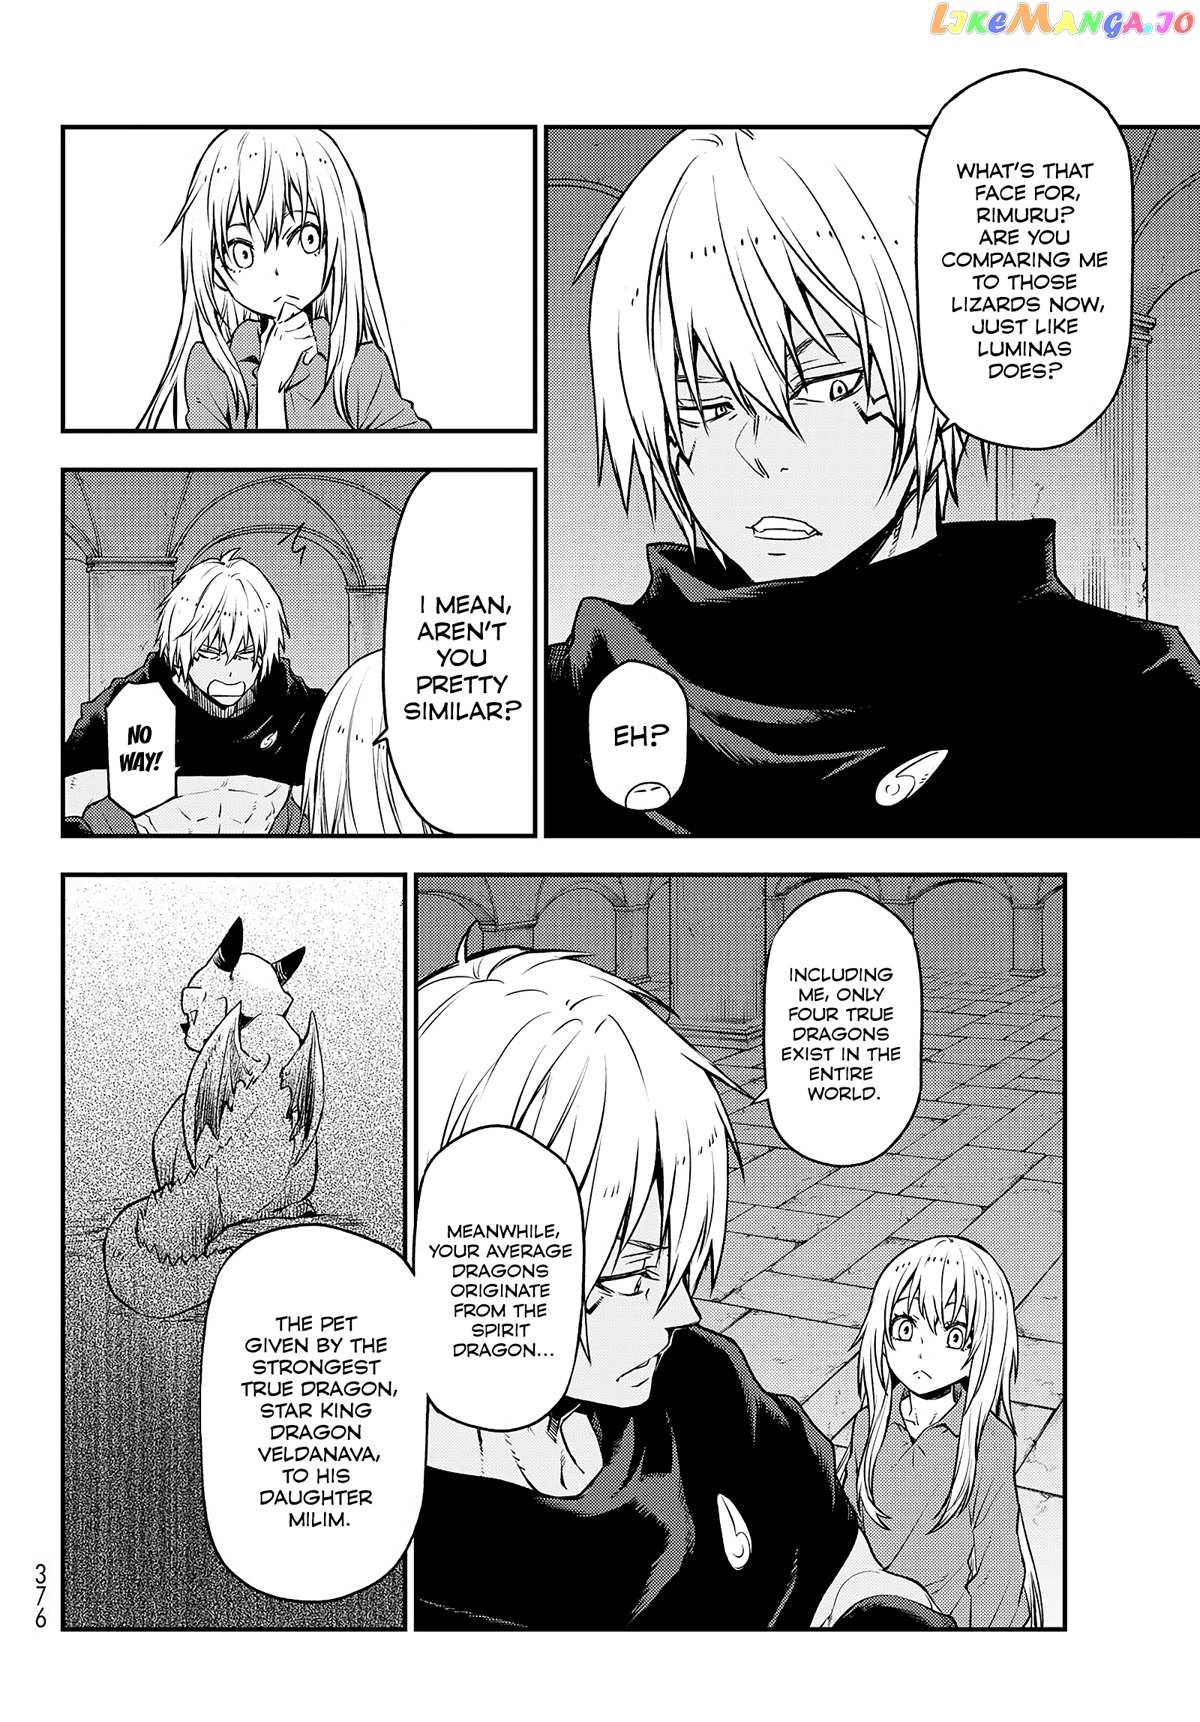 LIKEMANGA.IO
WHAT'S THAT
FACE FOR,
RIMURU?
ARE YOU
COMPARING ME
TO THOSE
LIZARDS NOW,
JUST LIKE
LUMINAS
DOES?
EH?
I MEAN,
AREN'T
YOU
PRETTY
SIMILAR?
NO
WAY!
INCLUDING
ME, ONLY
FOUR TRUE
DRAGONS
EXIST IN THE
ENTIRE
WORLD.
MEANWHILE,
YOUR AVERAGE
DRAGONS
ORIGINATE
FROM THE
SPIRIT
DRAGON...
THE PET
GIVEN BY THE
STRONGEST
TRUE DRAGON,
STAR KING
DRAGON
VELDANAVA,
TO HIS
DAUGHTER
MILIM.
376